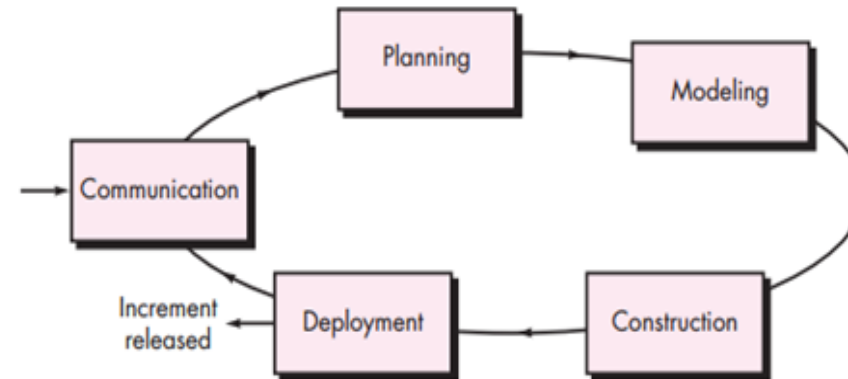 Planning
Modeling
Communication
Increment
released
Deployment
Construction